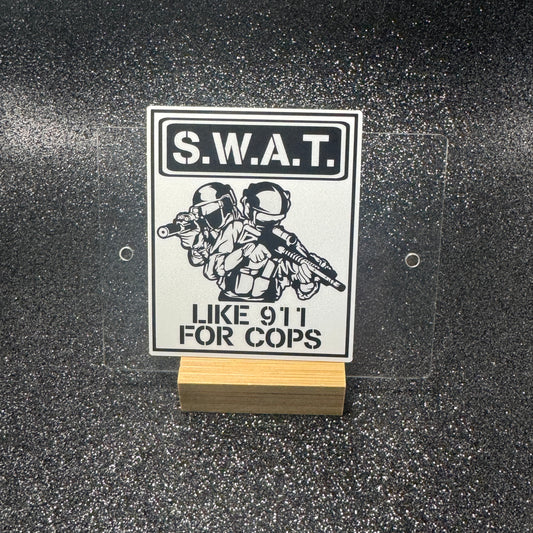 S.W.A.T.
LIKE 911
FOR COPS